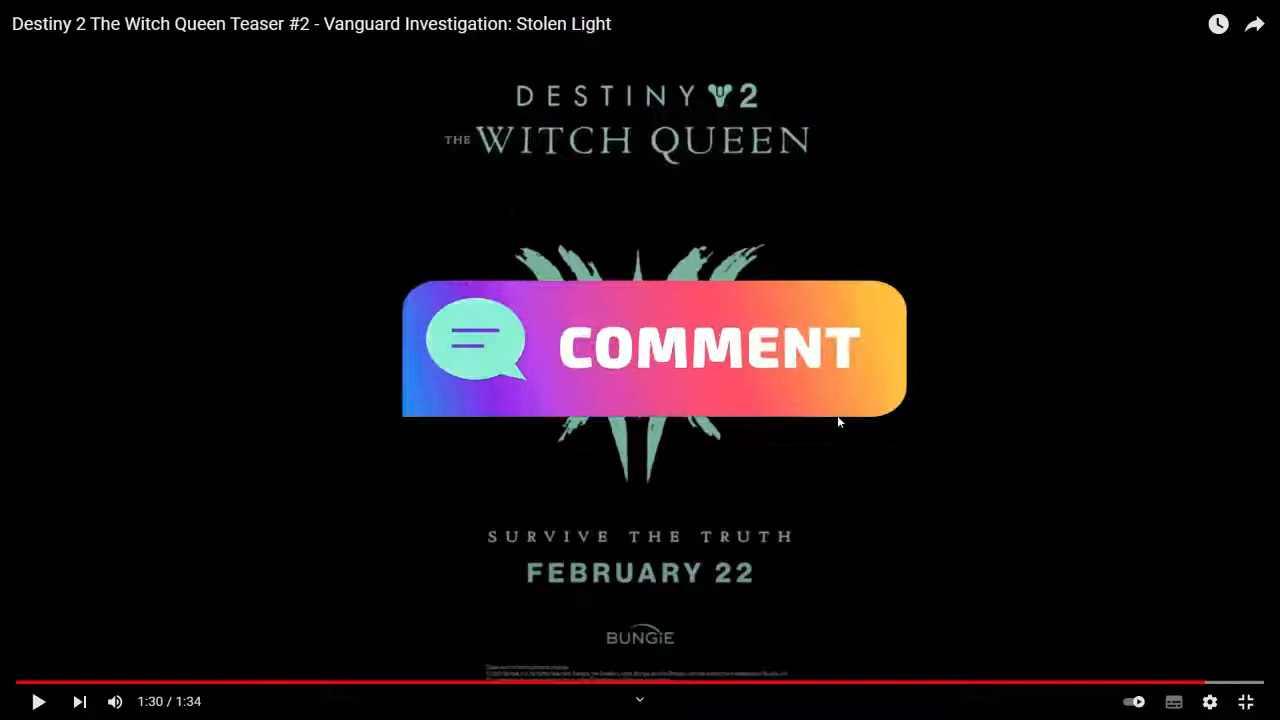 Destiny 2 The Witch Queen Teaser #2 - Vanguard Investigation: Stolen Light
DESTINY 2
THE WITCH QUEEN
COMMENT
SURVIVE THE TRUTH
FEBRUARY 22
BUNGiE
1:30 / 1:34